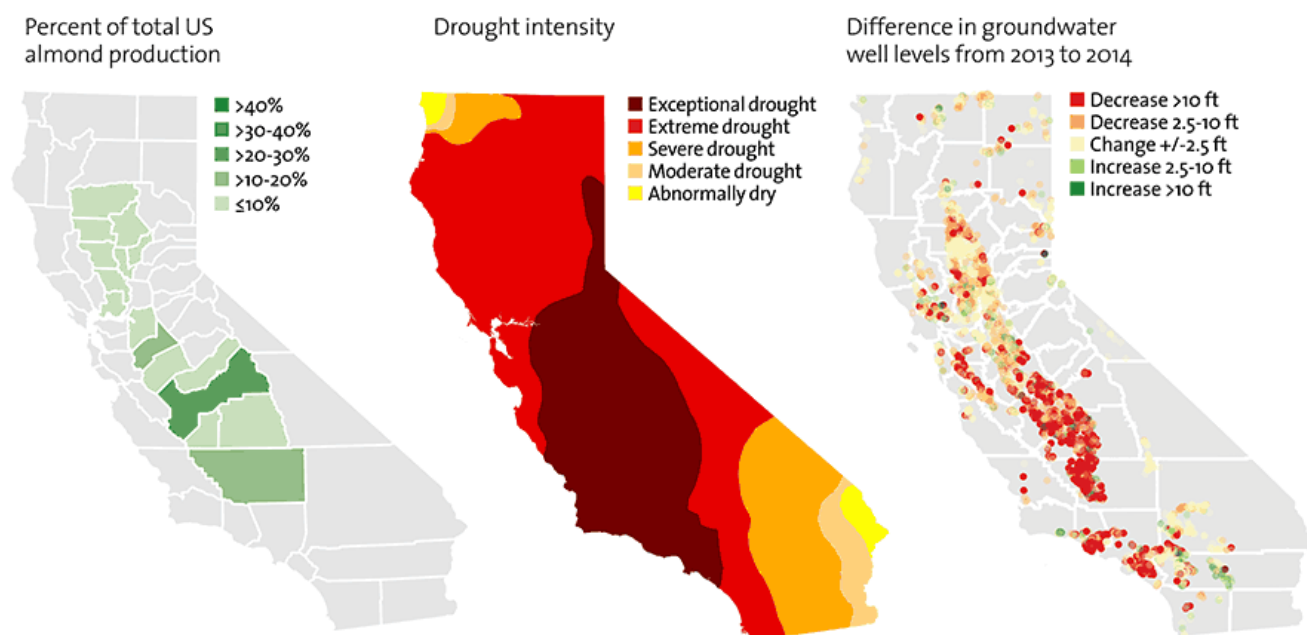 Percent of total US
almond production
>40%
>30-40%
>20-30%
>10-20%
≤10%
Drought intensity
Exceptional drought
Extreme drought
Severe drought
Moderate drought
Abnormally dry
Difference in groundwater
well levels from 2013 to 2014
Decrease >10 ft
Decrease 2.5-10 ft
Change +/-2.5 ft
Increase 2.5-10 ft
Increase >10 ft